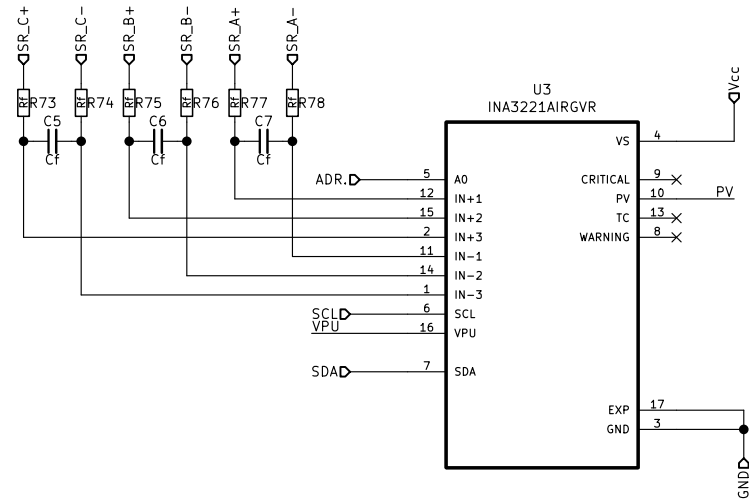 SR_C+ SR_C- SR_B+ SR_B- SR_A+ SR_A-
Rf R73 Rf R74 Rf R75 Rf R76 Rf R77 Rf R78
C5 C6 C7
Cf Cf Cf
U3
INA3221AIRGVR
Vcc
VS 4
ADR. 5 A0 CRITICAL 9
12 IN+1 PV 10 PV
15 IN+2 TC 13
2 IN+3 WARNING 8
11 IN-1
14 IN-2
1 IN-3
SCL 6 SCL
VPU 16 VPU
SDA 7 SDA
EXP 17
GND 3
GND